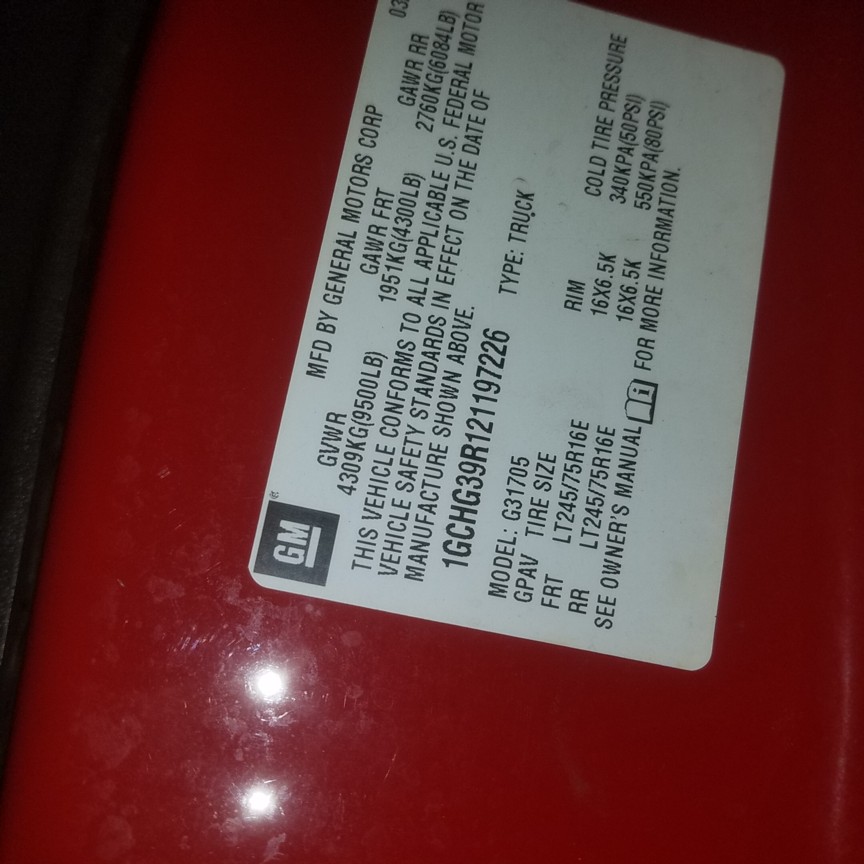 GM®
MFD BY GENERAL MOTORS CORP
GVWR GAWR FRT GAWR RR
4309KG(9500LB) 1951KG(4300LB) 2760KG(6084LB)
THIS VEHICLE CONFORMS TO ALL APPLICABLE U.S. FEDERAL MOTOR
VEHICLE SAFETY STANDARDS IN EFFECT ON THE DATE OF
MANUFACTURE SHOWN ABOVE.
1GCHG39R121197226 TYPE: TRUCK
MODEL: G31705
GPAV TIRE SIZE RIM COLD TIRE PRESSURE
FRT LT245/75R16E 16X6.5K 340KPA(50PSI)
RR LT245/75R16E 16X6.5K 550KPA(80PSI)
SEE OWNER'S MANUAL FOR MORE INFORMATION.